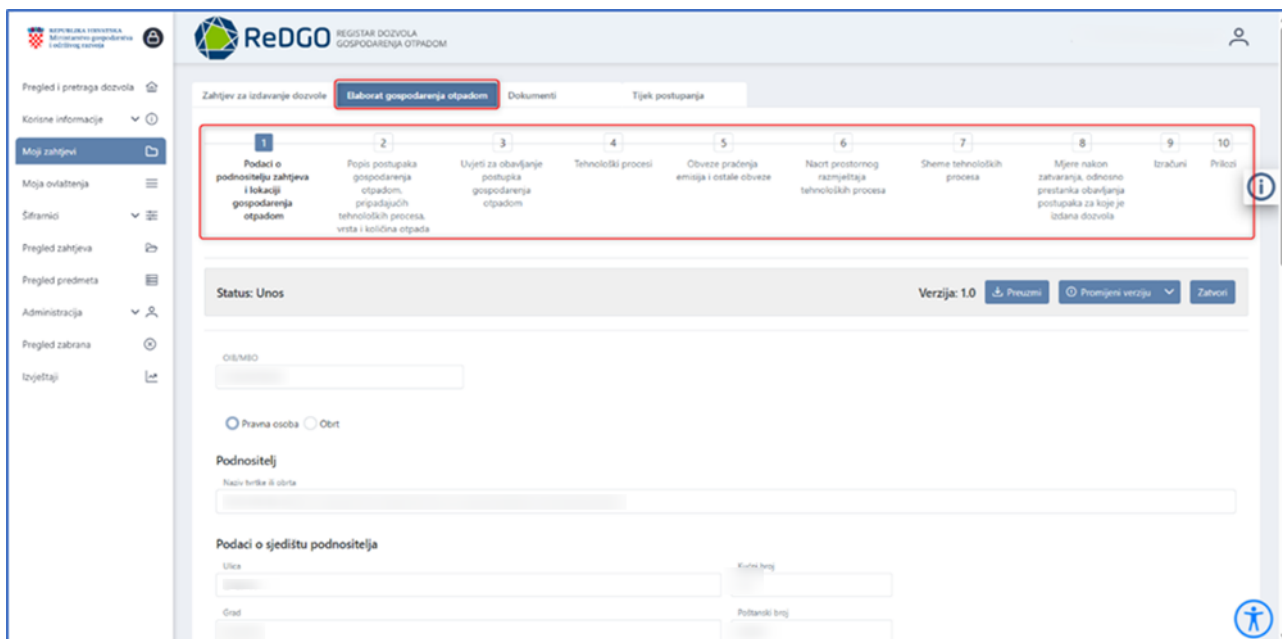 REPUBLIKA HRVATSKA
Ministarstvo gospodarstva
i održivog razvoja
ReDGO
REGISTAR DOZVOLA
GOSPODARENJA OTPADOM
Pregled i pretraga dozvola
Korisne informacije
Moji zahtjevi
Moja ovlaštenja
Šifrarnici
Pregled zahtjeva
Pregled predmeta
Administracija
Pregled zabrana
Izvještaji
Zahtjev za izdavanje dozvole
Elaborat gospodarenja otpadom
Dokumenti
Tijek postupanja
1
Podaci o
podnositelju zahtjeva
i lokaciji
gospodarenja
otpadom
2
Popis postupaka
gospodarenja
otpadom,
pripadajućih
tehnoloških procesa,
vrsta i količina otpada
3
Uvjeti za obavljanje
postupka
gospodarenja
otpadom
4
Tehnološki procesi
5
Obveze praćenja
emisija i ostale obveze
6
Nacrt prostornog
razmještaja
tehnoloških procesa
7
Sheme tehnoloških
procesa
8
Mjere nakon
zatvaranja, odnosno
prestanka obavljanja
postupaka za koje je
izdana dozvola
9
Izračuni
10
Prilozi
Status: Unos
Verzija: 1.0
Preuzmi
Promijeni verziju
Zatvori
OIB/MBO
Pravna osoba
Obrt
Podnositelj
Naziv tvrtke ili obrta
Podaci o sjedištu podnositelja
Ulica
Kućni broj
Grad
Poštanski broj